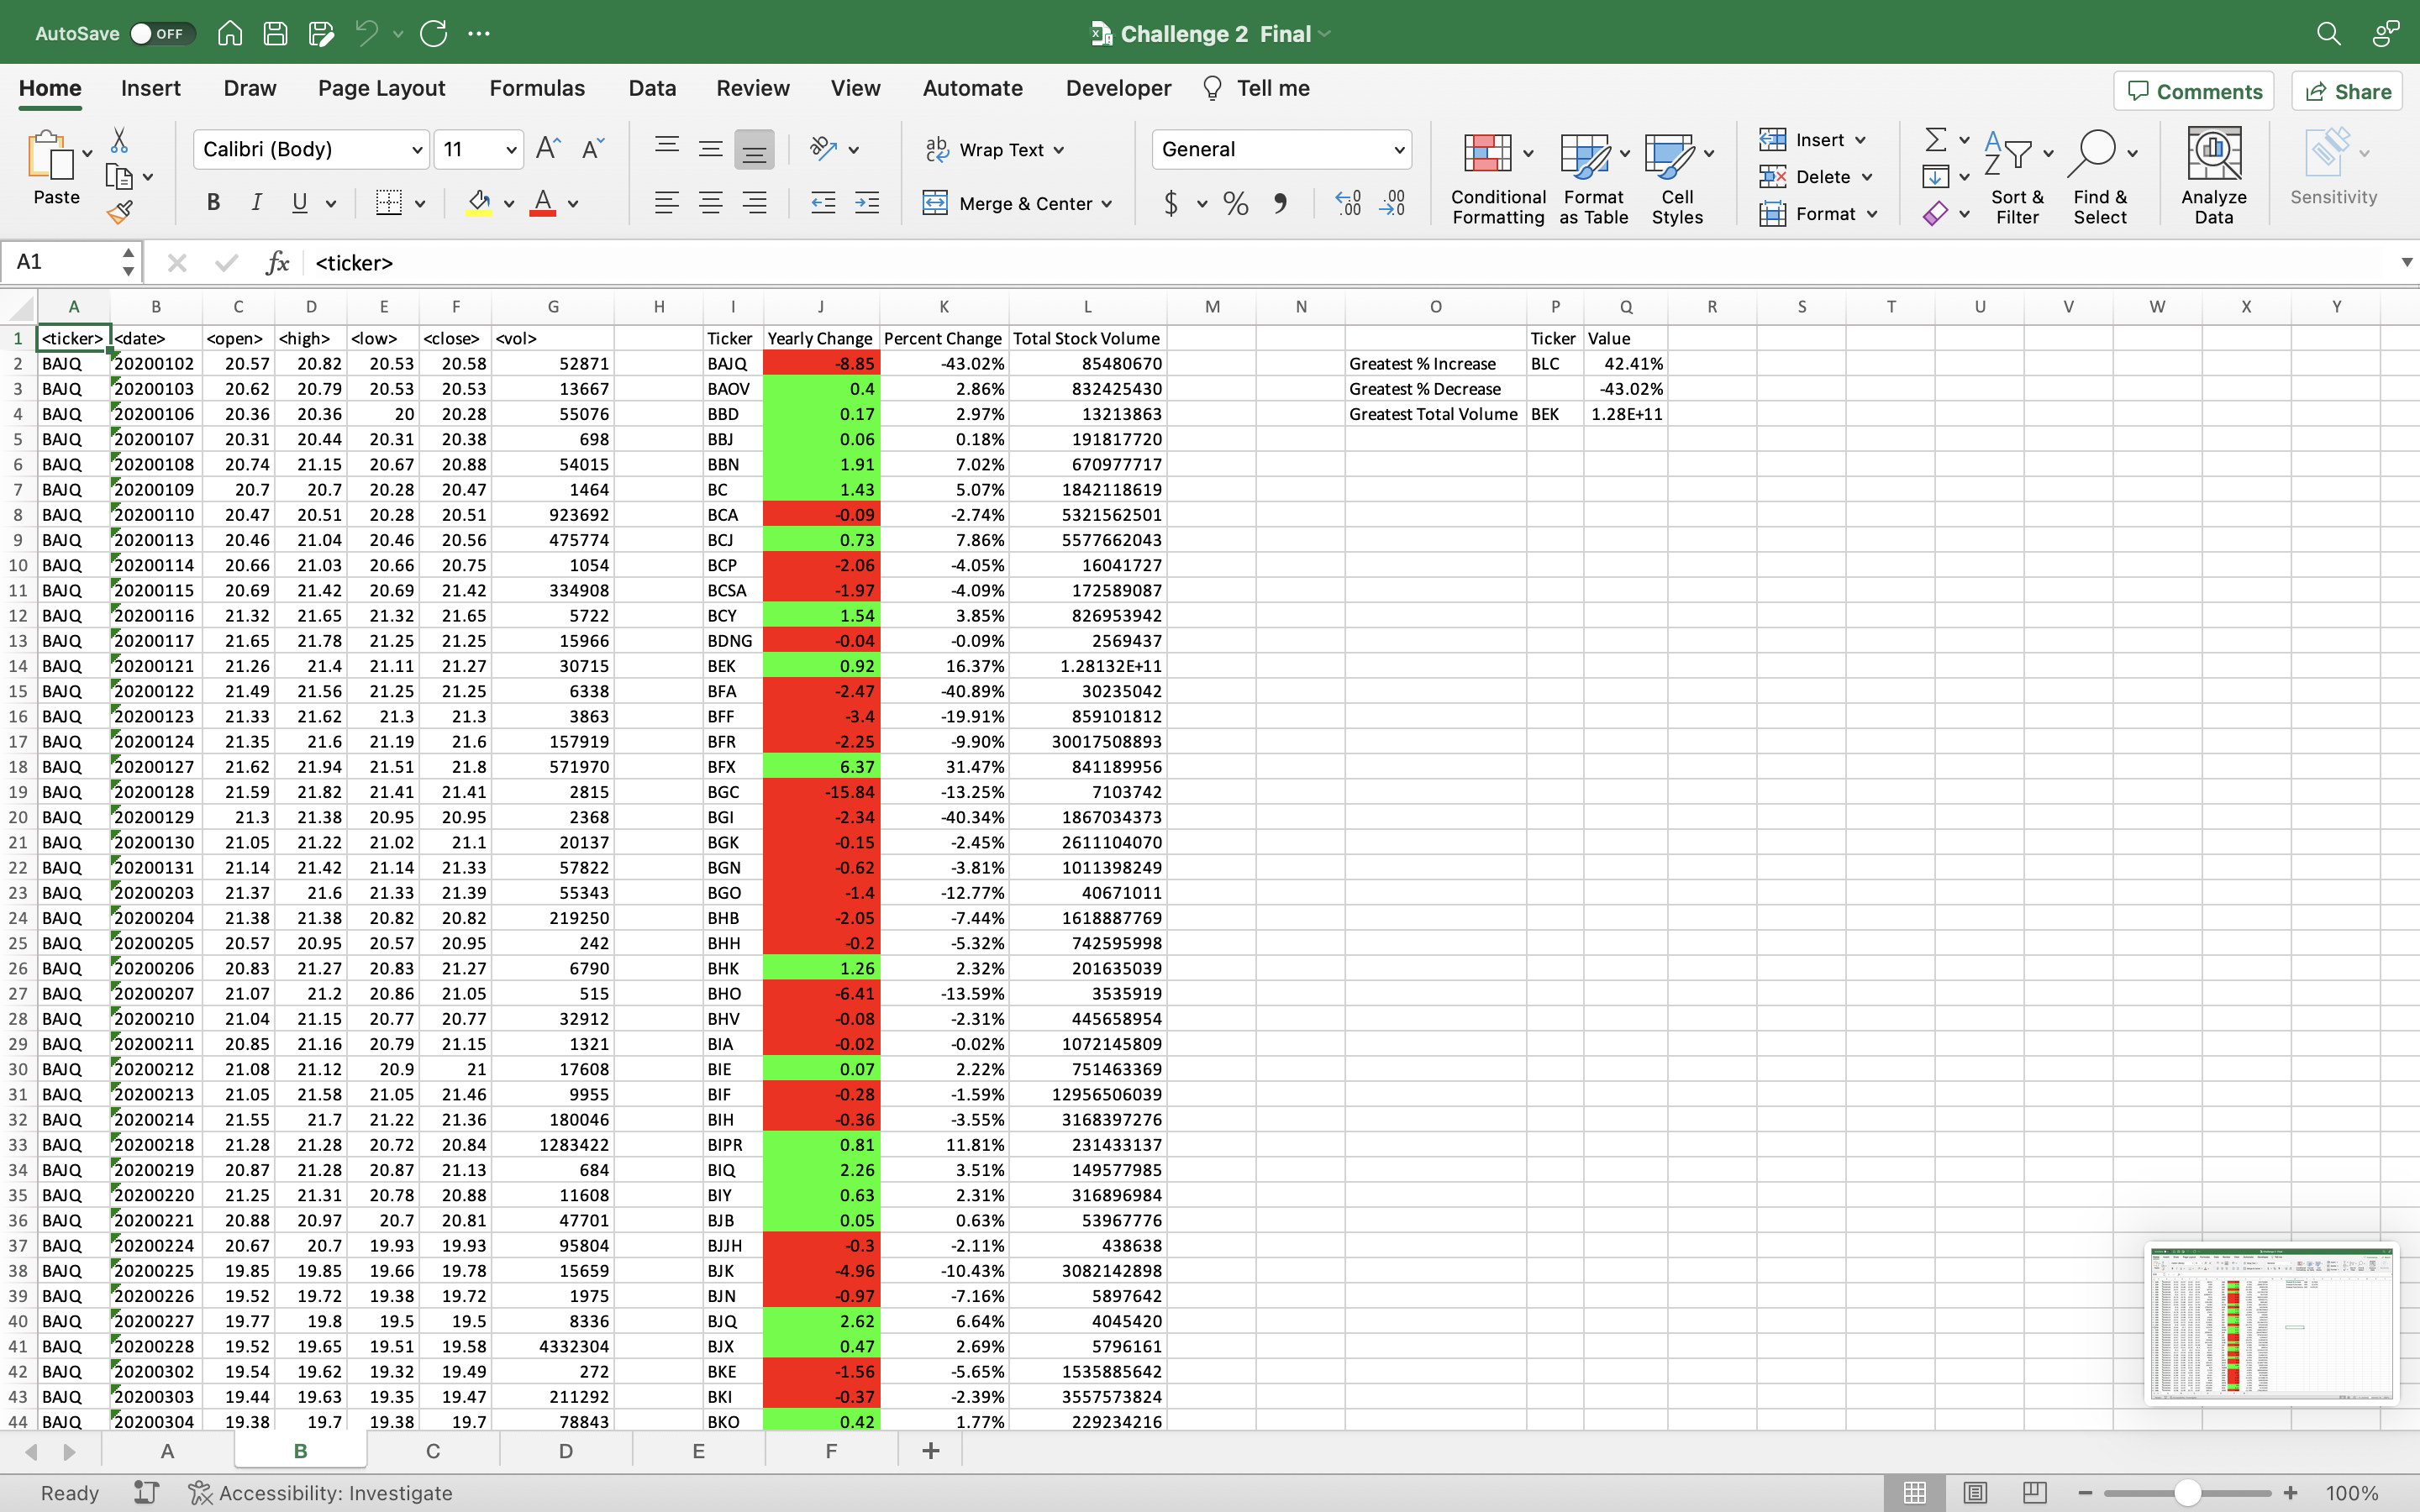 AutoSave OFF Challenge 2 Final
Home Insert Draw Page Layout Formulas Data Review View Automate Developer Tell me Comments Share
Calibri (Body) 11 Wrap Text General Insert
Paste Delete
Merge & Center Conditional Formatting Format as Table Cell Styles Format Sort & Filter Find & Select Analyze Data Sensitivity
A1 fx <ticker>
A B C D E F G H I J K L M N O P Q R S T U V W X Y
1 <ticker> <date> <open> <high> <low> <close> <vol> Ticker Yearly Change Percent Change Total Stock Volume Ticker Value
2 BAJQ 20200102 20.57 20.82 20.53 20.58 52871 BAJQ -8.85 -43.02% 85480670 Greatest % Increase BLC 42.41%
3 BAJQ 20200103 20.62 20.79 20.53 20.53 13667 BAOV 0.4 2.86% 832425430 Greatest % Decrease -43.02%
4 BAJQ 20200106 20.36 20.36 20 20.28 55076 BBD 0.17 2.97% 13213863 Greatest Total Volume BEK 1.28E+11
5 BAJQ 20200107 20.31 20.44 20.31 20.38 698 BBJ 0.06 0.18% 191817720
6 BAJQ 20200108 20.74 21.15 20.67 20.88 54015 BBN 1.91 7.02% 670977717
7 BAJQ 20200109 20.7 20.7 20.28 20.47 1464 BC 1.43 5.07% 1842118619
8 BAJQ 20200110 20.47 20.51 20.28 20.51 923692 BCA -0.09 -2.74% 5321562501
9 BAJQ 20200113 20.46 21.04 20.46 20.56 475774 BCJ 0.73 7.86% 5577662043
10 BAJQ 20200114 20.66 21.03 20.66 20.75 1054 BCP -2.06 -4.05% 16041727
11 BAJQ 20200115 20.69 21.42 20.69 21.42 334908 BCSA -1.97 -4.09% 172589087
12 BAJQ 20200116 21.32 21.65 21.32 21.65 5722 BCY 1.54 3.85% 826953942
13 BAJQ 20200117 21.65 21.78 21.25 21.25 15966 BDNG -0.04 -0.09% 2569437
14 BAJQ 20200121 21.26 21.4 21.11 21.27 30715 BEK 0.92 16.37% 1.28132E+11
15 BAJQ 20200122 21.49 21.56 21.25 21.25 6338 BFA -2.47 -40.89% 30235042
16 BAJQ 20200123 21.33 21.62 21.3 21.3 3863 BFF -3.4 -19.91% 859101812
17 BAJQ 20200124 21.35 21.6 21.19 21.6 157919 BFR -2.25 -9.90% 30017508893
18 BAJQ 20200127 21.62 21.94 21.51 21.8 571970 BFX 6.37 31.47% 841189956
19 BAJQ 20200128 21.59 21.82 21.41 21.41 2815 BGC -15.84 -13.25% 7103742
20 BAJQ 20200129 21.3 21.38 20.95 20.95 2368 BGI -2.34 -40.34% 1867034373
21 BAJQ 20200130 21.05 21.22 21.02 21.1 20137 BGK -0.15 -2.45% 2611104070
22 BAJQ 20200131 21.14 21.42 21.14 21.33 57822 BGN -0.62 -3.81% 1011398249
23 BAJQ 20200203 21.37 21.6 21.33 21.39 55343 BGO -1.4 -12.77% 40671011
24 BAJQ 20200204 21.38 21.38 20.82 20.82 219250 BHB -2.05 -7.44% 1618887769
25 BAJQ 20200205 20.57 20.95 20.57 20.95 242 BHH -0.2 -5.32% 742595998
26 BAJQ 20200206 20.83 21.27 20.83 21.27 6790 BHK 1.26 2.32% 201635039
27 BAJQ 20200207 21.07 21.2 20.86 21.05 515 BHO -6.41 -13.59% 3535919
28 BAJQ 20200210 21.04 21.15 20.77 20.77 32912 BHV -0.08 -2.31% 445658954
29 BAJQ 20200211 20.85 21.16 20.79 21.15 1321 BIA -0.02 -0.02% 1072145809
30 BAJQ 20200212 21.08 21.12 20.9 21 17608 BIE 0.07 2.22% 751463369
31 BAJQ 20200213 21.05 21.58 21.05 21.46 9955 BIF -0.28 -1.59% 12956506039
32 BAJQ 20200214 21.55 21.7 21.22 21.36 180046 BIH -0.36 -3.55% 3168397276
33 BAJQ 20200218 21.28 21.28 20.72 20.84 1283422 BIPR 0.81 11.81% 231433137
34 BAJQ 20200219 20.87 21.28 20.87 21.13 684 BIQ 2.26 3.51% 149577985
35 BAJQ 20200220 21.25 21.31 20.78 20.88 11608 BIY 0.63 2.31% 316896984
36 BAJQ 20200221 20.88 20.97 20.7 20.81 47701 BJB 0.05 0.63% 53967776
37 BAJQ 20200224 20.67 20.7 19.93 19.93 95804 BJJH -0.3 -2.11% 438638
38 BAJQ 20200225 19.85 19.85 19.66 19.78 15659 BJK -4.96 -10.43% 3082142898
39 BAJQ 20200226 19.52 19.72 19.38 19.72 1975 BJN -0.97 -7.16% 5897642
40 BAJQ 20200227 19.77 19.8 19.5 19.5 8336 BJQ 2.62 6.64% 4045420
41 BAJQ 20200228 19.52 19.65 19.51 19.58 4332304 BJX 0.47 2.69% 5796161
42 BAJQ 20200302 19.54 19.62 19.32 19.49 272 BKE -1.56 -5.65% 1535885642
43 BAJQ 20200303 19.44 19.63 19.35 19.47 211292 BKI -0.37 -2.39% 3557573824
44 BAJQ 20200304 19.38 19.7 19.38 19.7 78843 BKO 0.42 1.77% 229234216
A B C D E F +
Ready Accessibility: Investigate 100%